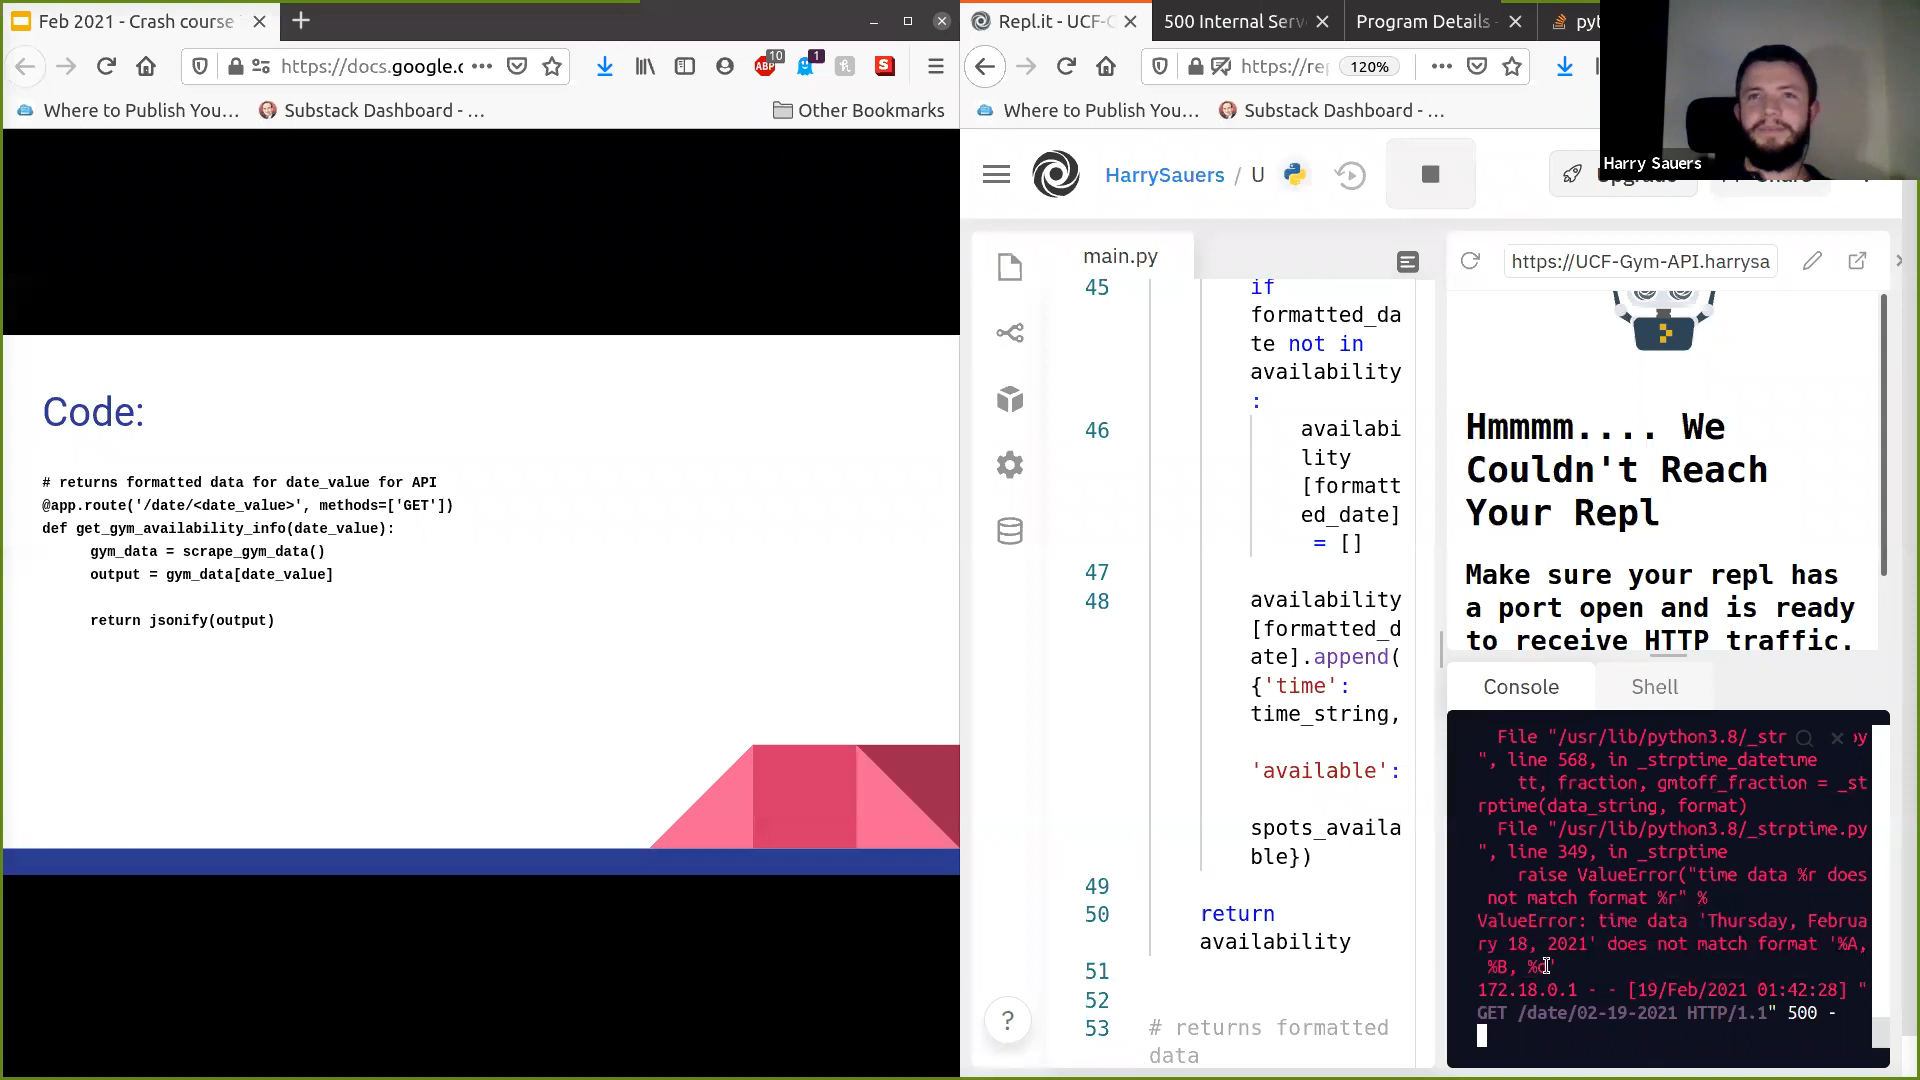 Feb 2021 - Crash course
https://docs.google.c
10
1
Where to Publish You...
Substack Dashboard - ...
Other Bookmarks
Code:
# returns formatted data for date_value for API
@app.route('/date/<date_value>', methods=['GET'])
def get_gym_availability_info(date_value):
gym_data = scrape_gym_data()
output = gym_data[date_value]
return jsonify(output)
Repl.it - UCF-G
500 Internal Serv
Program Details -
https://rep
120%
Where to Publish You...
Substack Dashboard - ...
Harry Sauers
HarrySauers / U
main.py
45 if
formatted_da
te not in
availability
:
46 availabi
lity
[formatt
ed_date]
= []
47
48 availability
[formatted_d
ate].append(
{'time':
time_string,
'available':
spots_availa
ble})
49
50 return
availability
51
52
53 # returns formatted
data
?
https://UCF-Gym-API.harrysa
Hmmmm.... We
Couldn't Reach
Your Repl
Make sure your repl has
a port open and is ready
to receive HTTP traffic.
Console
Shell
File "/usr/lib/python3.8/_str py
", line 568, in _strptime_datetime
tt, fraction, gmtoff_fraction = _st
rptime(data_string, format)
File "/usr/lib/python3.8/_strptime.py
", line 349, in _strptime
raise ValueError("time data %r does
not match format %r" %
ValueError: time data 'Thursday, Februa
ry 18, 2021' does not match format '%A,
%B, %d'
172.18.0.1 - - [19/Feb/2021 01:42:28] "
GET /date/02-19-2021 HTTP/1.1" 500 -